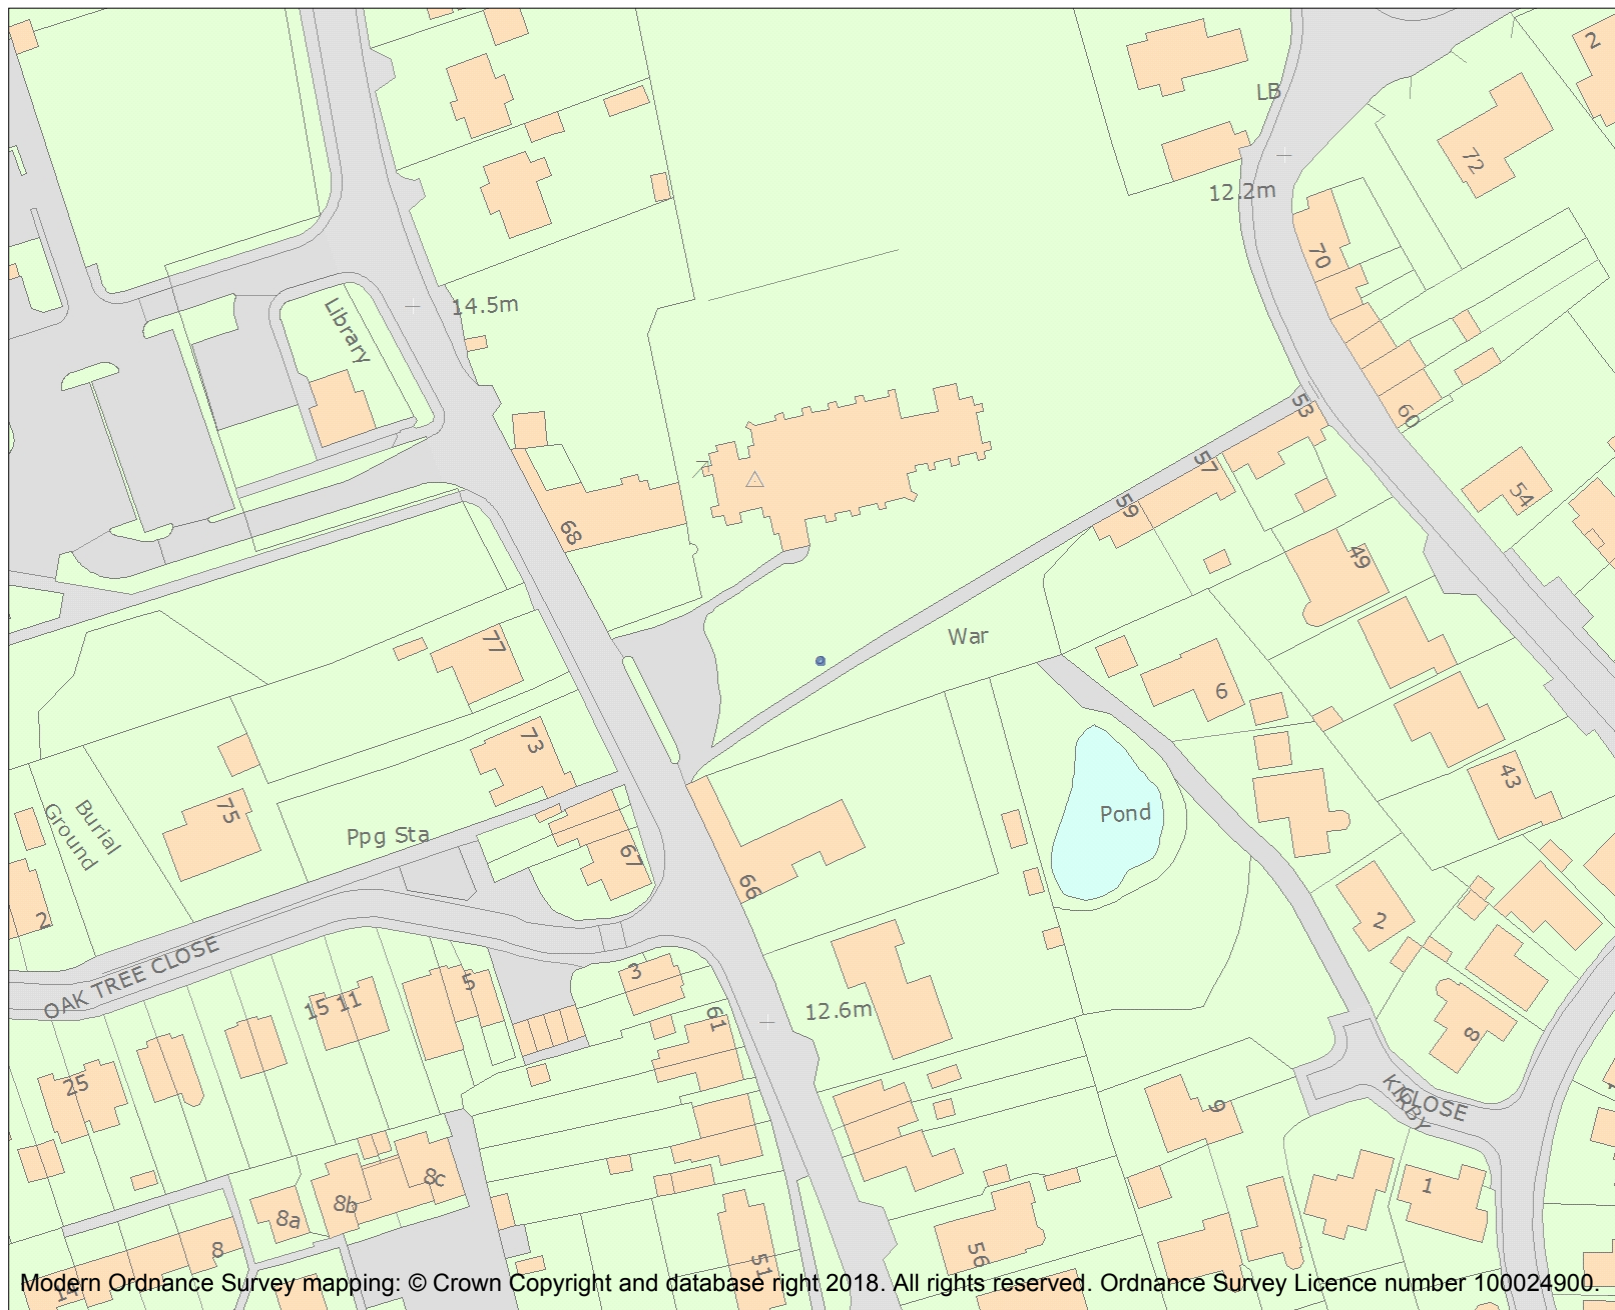 2
LB
72
12.2m
70
Library
14.5m
53
60
57
54
59
68
49
War
77
6
73
43
75
Burial
Ground
Ppg Sta
Pond
67
66
2
2
OAK TREE CLOSE
3
5
15 11
12.6m
61
8
25
KIRBY
CLOSE
9
8c
1
8b
8a
8
56
51
14
Modern Ordnance Survey mapping: © Crown Copyright and database right 2018. All rights reserved. Ordnance Survey Licence number 100024900.